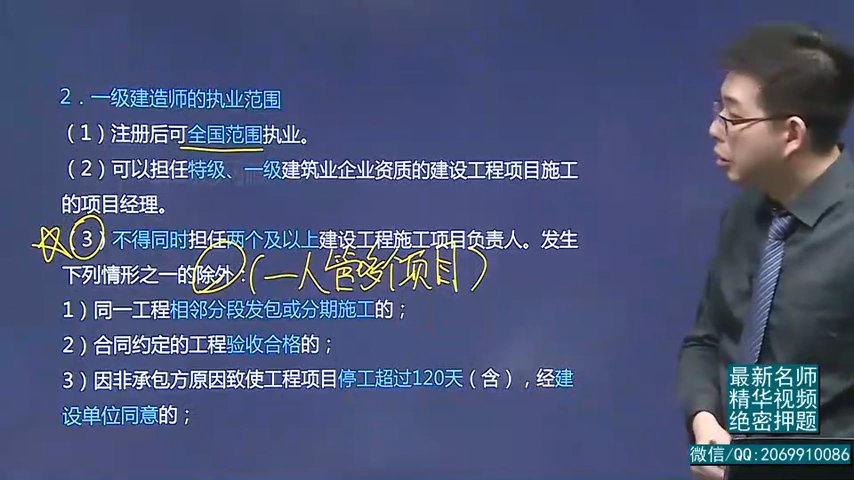 2．一级建造师的执业范围
（1）注册后可全国范围执业。
（2）可以担任特级、一级建筑业企业资质的建设工程项目施工
的项目经理。
（3）不得同时担任两个及以上建设工程施工项目负责人。发生
下列情形之一的除外：（一人管多个项目）
1）同一工程相邻分段发包或分期施工的；
2）合同约定的工程验收合格的；
3）因非承包方原因致使工程项目停工超过120天（含），经建
设单位同意的；
最新名师
精华视频
绝密押题
微信/QQ:2069910086